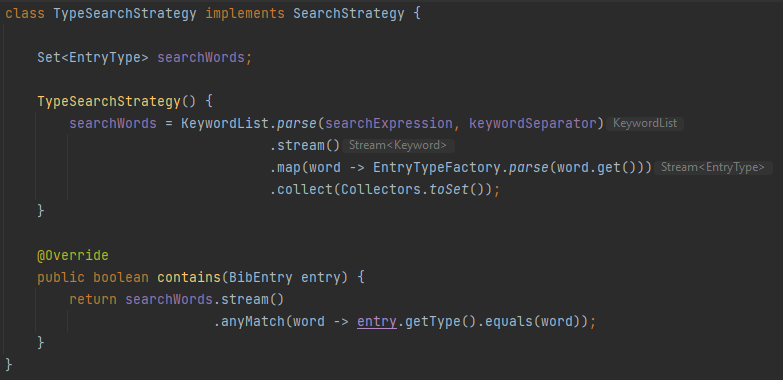 class TypeSearchStrategy implements SearchStrategy {
Set<EntryType> searchWords;
TypeSearchStrategy() {
searchWords = KeywordList.parse(searchExpression, keywordSeparator) KeywordList
.stream() Stream<Keyword>
.map(word -> EntryTypeFactory.parse(word.get())) Stream<EntryType>
.collect(Collectors.toSet());
}
@Override
public boolean contains(BibEntry entry) {
return searchWords.stream()
.anyMatch(word -> entry.getType().equals(word));
}
}